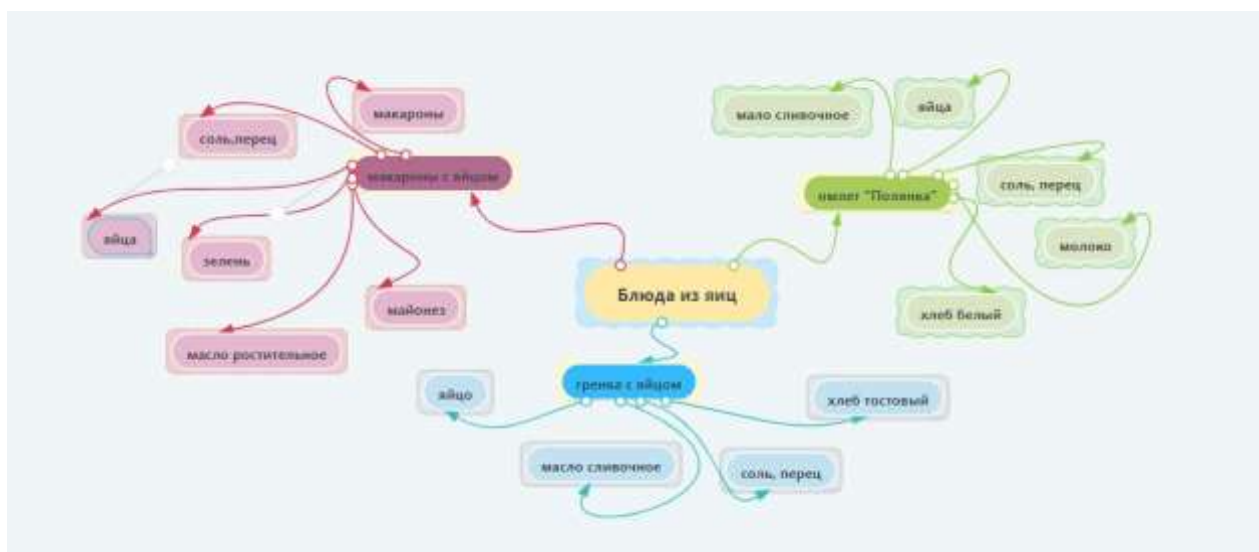 макароны
соль,перец
макароны с яйцом
яйца
зелень
майонез
масло ростительное
мало сливочное
яйца
соль, перец
омлет "Полянка"
молоко
хлеб белый
Блюда из яиц
гренка с яйцом
яйцо
хлеб тостовый
масло сливочное
соль, перец